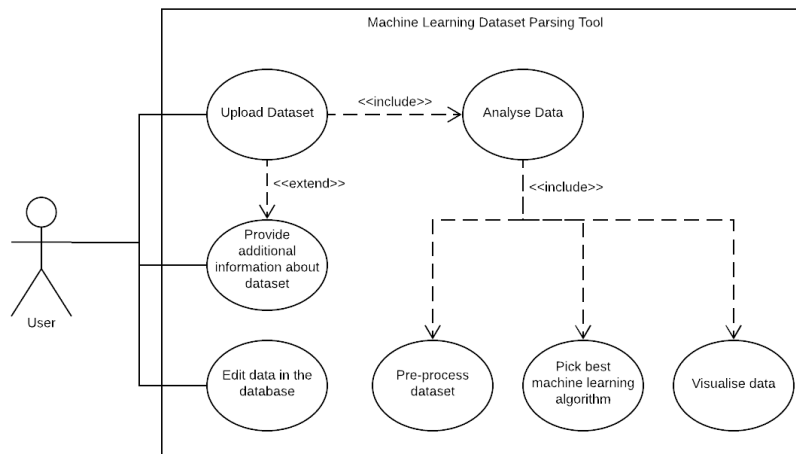 Machine Learning Dataset Parsing Tool
Upload Dataset
<<include>>
Analyse Data
<<extend>>
<<include>>
Provide
additional
information about
dataset
User
Edit data in the
database
Pre-process
dataset
Pick best
machine learning
algorithm
Visualise data